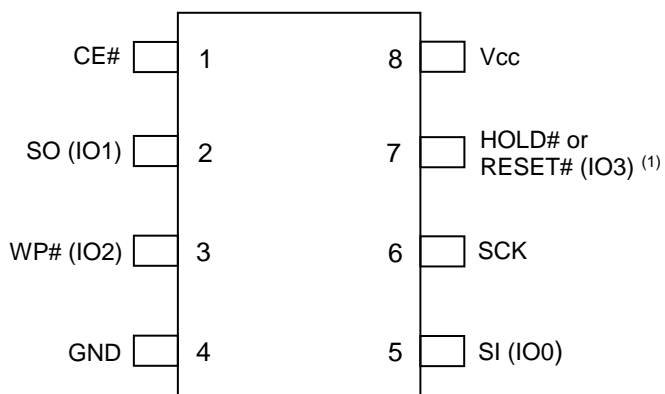 CE# 1 8 Vcc
SO (IO1) 2 7 HOLD# or
RESET# (IO3) (1)
WP# (IO2) 3 6 SCK
GND 4 5 SI (IO0)